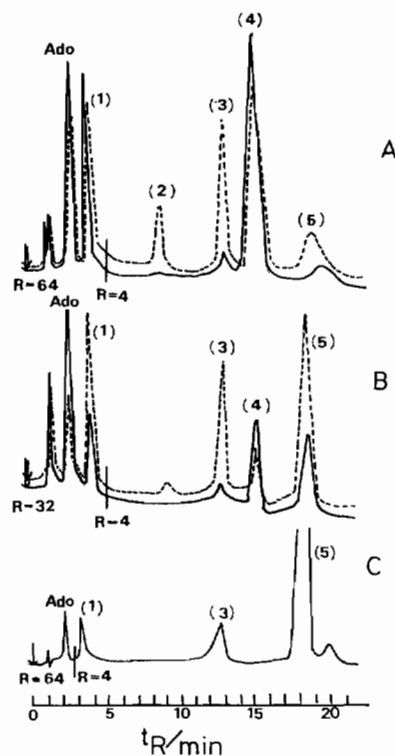 (4)
Ado
(1)
(3)
(2)
(5)
A
R=64
R=4
Ado
(1)
(3)
(4)
(5)
B
R-32
R-4
C
Ado
(1)
(3)
(5)
R=64
R=4
0 5 10 15 20
tR/min